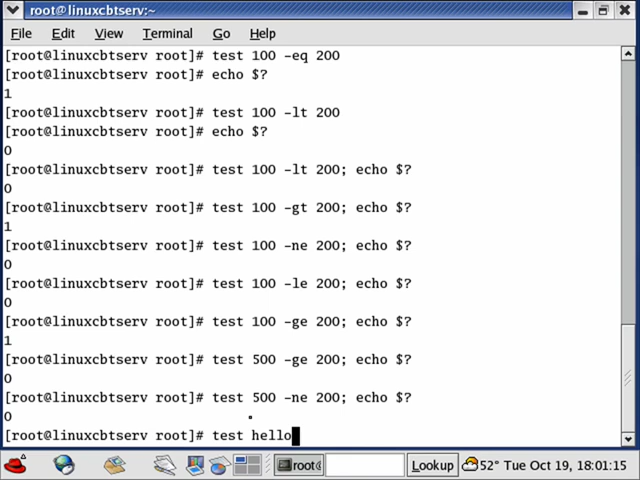 root@linuxcbtserv:~
File Edit View Terminal Go Help
[root@linuxcbtserv root]# test 100 -eq 200
[root@linuxcbtserv root]# echo $?
1
[root@linuxcbtserv root]# test 100 -lt 200
[root@linuxcbtserv root]# echo $?
0
[root@linuxcbtserv root]# test 100 -lt 200; echo $?
0
[root@linuxcbtserv root]# test 100 -gt 200; echo $?
1
[root@linuxcbtserv root]# test 100 -ne 200; echo $?
0
[root@linuxcbtserv root]# test 100 -le 200; echo $?
0
[root@linuxcbtserv root]# test 100 -ge 200; echo $?
1
[root@linuxcbtserv root]# test 500 -ge 200; echo $?
0
[root@linuxcbtserv root]# test 500 -ne 200; echo $?
0
[root@linuxcbtserv root]# test hello
root@ Lookup 52° Tue Oct 19, 18:01:15